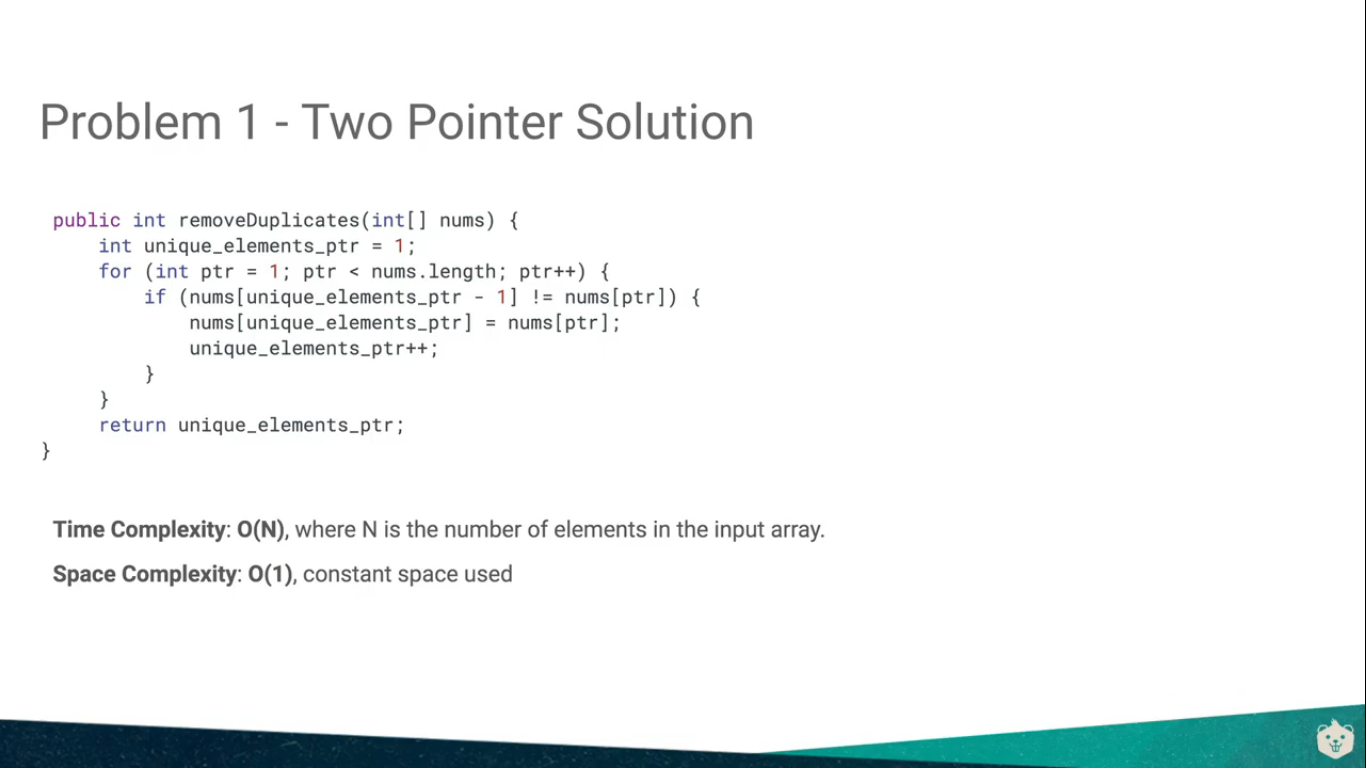 Problem 1 - Two Pointer Solution
public int removeDuplicates(int[] nums) {
    int unique_elements_ptr = 1;
    for (int ptr = 1; ptr < nums.length; ptr++) {
        if (nums[unique_elements_ptr - 1] != nums[ptr]) {
            nums[unique_elements_ptr] = nums[ptr];
            unique_elements_ptr++;
        }
    }
    return unique_elements_ptr;
}
Time Complexity: O(N), where N is the number of elements in the input array.
Space Complexity: O(1), constant space used